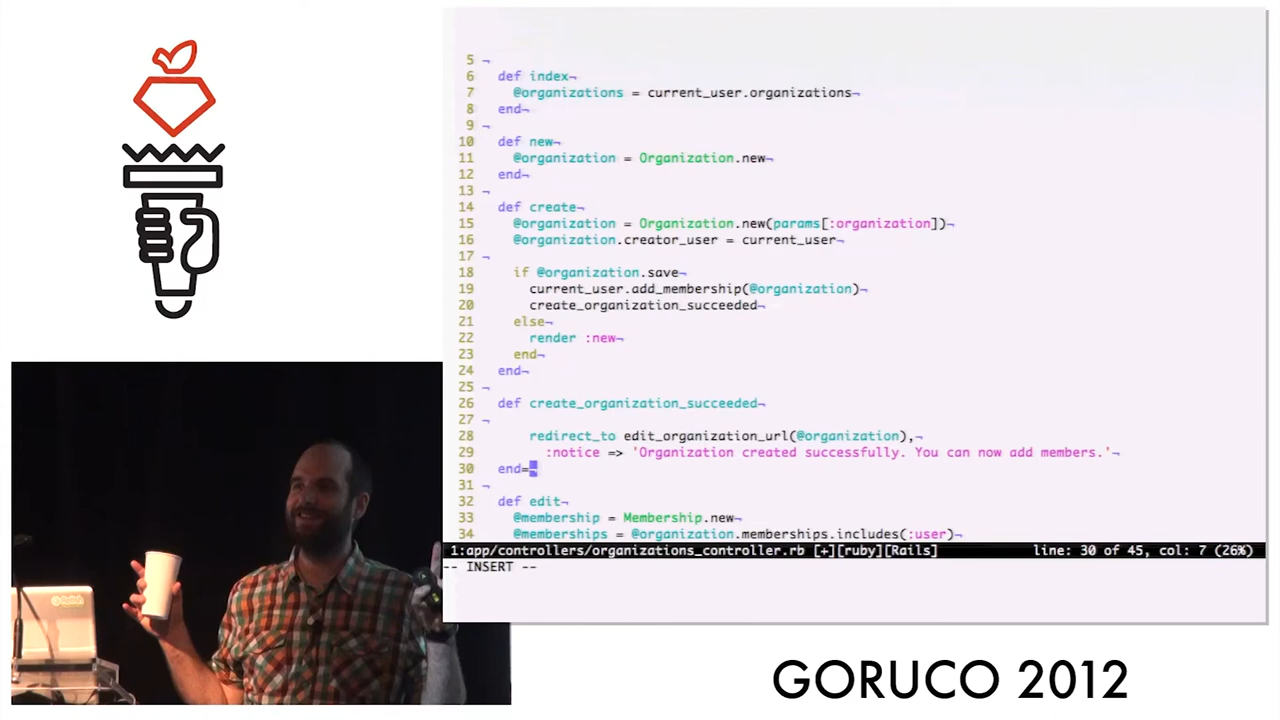 5 ¬
6 def index¬
7 @organizations = current_user.organizations¬
8 end¬
9 ¬
10 def new¬
11 @organization = Organization.new¬
12 end¬
13 ¬
14 def create¬
15 @organization = Organization.new(params[:organization])¬
16 @organization.creator_user = current_user¬
17 ¬
18 if @organization.save¬
19 current_user.add_membership(@organization)¬
20 create_organization_succeeded¬
21 else¬
22 render :new¬
23 end¬
24 end¬
25 ¬
26 def create_organization_succeeded¬
27 ¬
28 redirect_to edit_organization_url(@organization),¬
29 :notice => 'Organization created successfully. You can now add members.'¬
30 end=¬
31 ¬
32 def edit¬
33 @membership = Membership.new¬
34 @memberships = @organization.memberships.includes(:user)¬
1:app/controllers/organizations_controller.rb [+][ruby][Rails] line: 30 of 45, col: 7 (26%)
-- INSERT --
GORUCO 2012